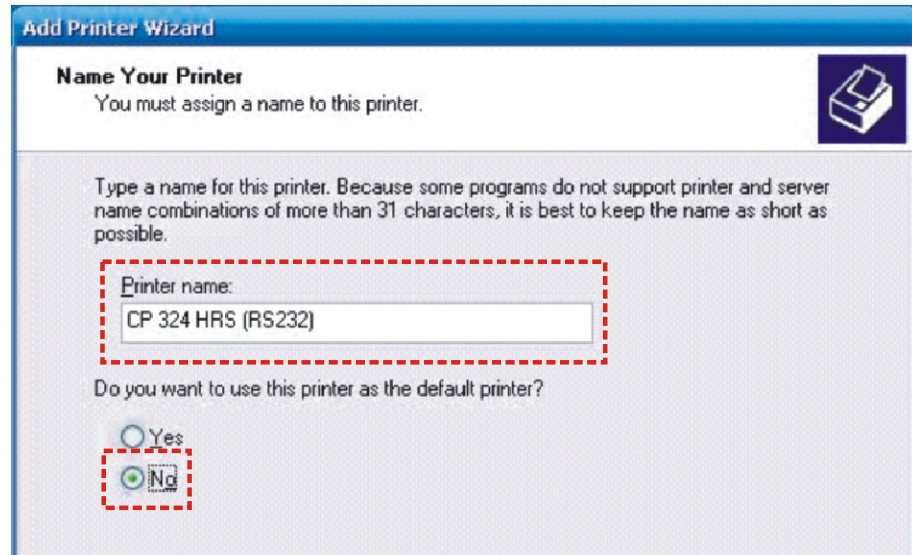 Add Printer Wizard
Name Your Printer
You must assign a name to this printer.
Type a name for this printer. Because some programs do not support printer and server
name combinations of more than 31 characters, it is best to keep the name as short as
possible.
Printer name:
CP 324 HRS (RS232)
Do you want to use this printer as the default printer?
Yes
No